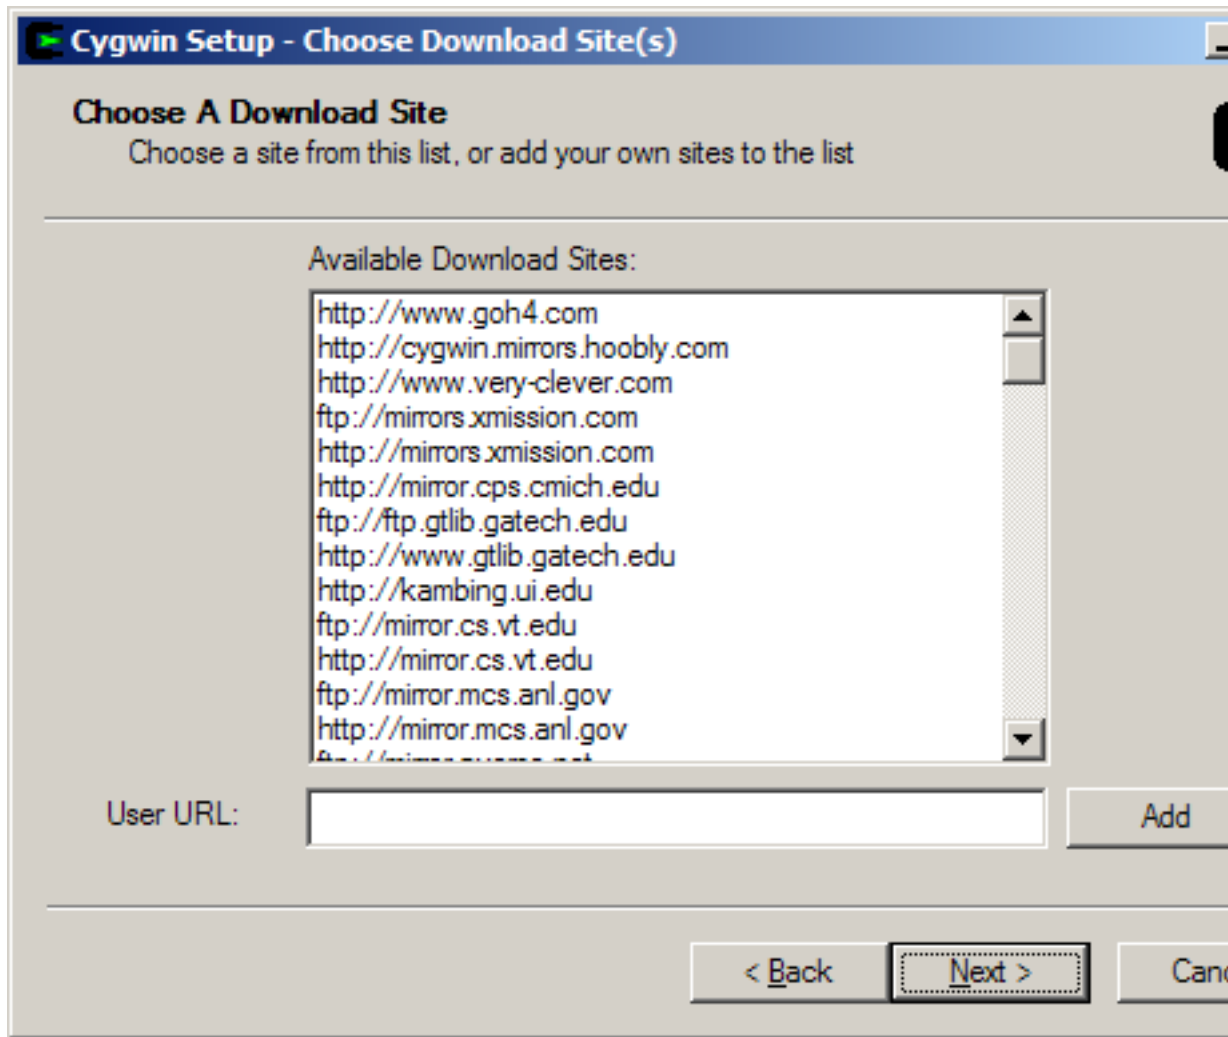 Cygwin Setup - Choose Download Site(s)
Choose A Download Site
Choose a site from this list, or add your own sites to the list
Available Download Sites:
http://www.goh4.com
http://cygwin.mirrors.hoobly.com
http://www.very-clever.com
ftp://mirrors.xmission.com
http://mirrors.xmission.com
http://mirror.cps.cmich.edu
ftp://ftp.gtlib.gatech.edu
http://www.gtlib.gatech.edu
http://kambing.ui.edu
ftp://mirror.cs.vt.edu
http://mirror.cs.vt.edu
ftp://mirror.mcs.anl.gov
http://mirror.mcs.anl.gov
User URL:
Add
< Back
Next >